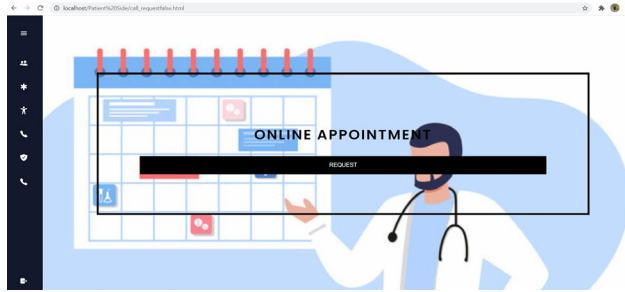 localhost/Patient%20Side/call_requestfalse.html
ONLINE APPOINTMENT
REQUEST